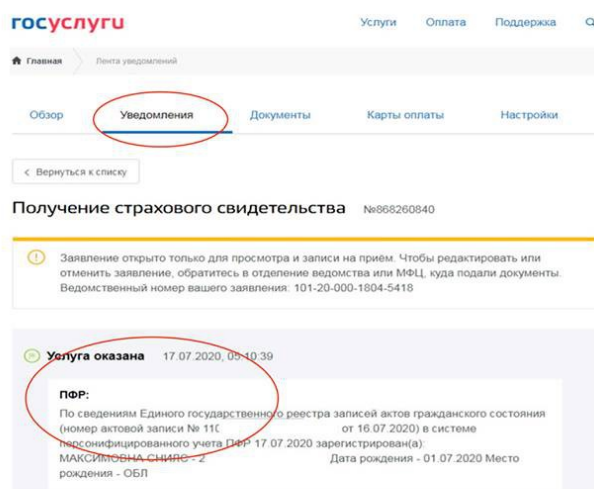 госуслуги
Услуги Оплата Поддержка
Главная Лента уведомлений
Обзор Уведомления Документы Карты оплаты Настройки
< Вернуться к списку
Получение страхового свидетельства №868260840
Заявление открыто только для просмотра и записи на приём. Чтобы редактировать или
отменить заявление, обратитесь в отделение ведомства или МФЦ, куда подали документы.
Ведомственный номер вашего заявления: 101-20-000-1804-5418
Услуга оказана 17.07.2020, 05:10:39
ПФР:
По сведениям Единого государственного реестра записей актов гражданского состояния
(номер актовой записи № 110 от 16.07.2020) в системе
персонифицированного учета ПФР 17.07.2020 зарегистрирован(а):
МАКСИМОВНА СНИЛС - 2 Дата рождения - 01.07.2020 Место
рождения - ОБЛ